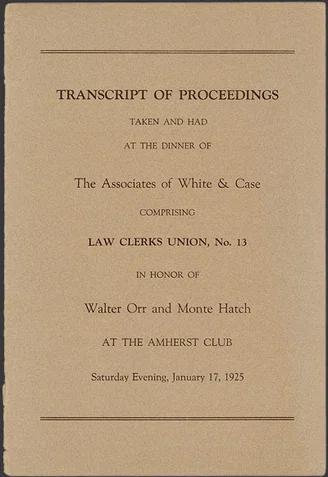 TRANSCRIPT OF PROCEEDINGS
TAKEN AND HAD
AT THE DINNER OF
The Associates of White & Case
COMPRISING
LAW CLERKS UNION, No. 13
IN HONOR OF
Walter Orr and Monte Hatch
AT THE AMHERST CLUB
Saturday Evening, January 17, 1925